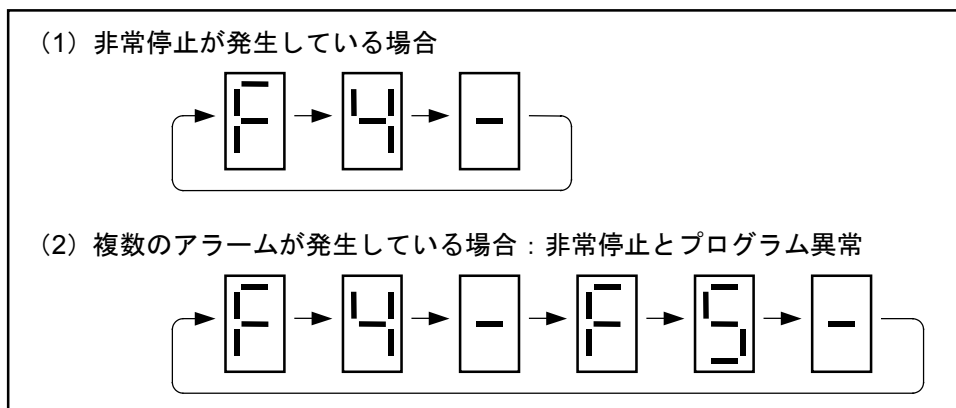 （1）非常停止が発生している場合
F 4 -
（2）複数のアラームが発生している場合：非常停止とプログラム異常
F 4 - F 5 -